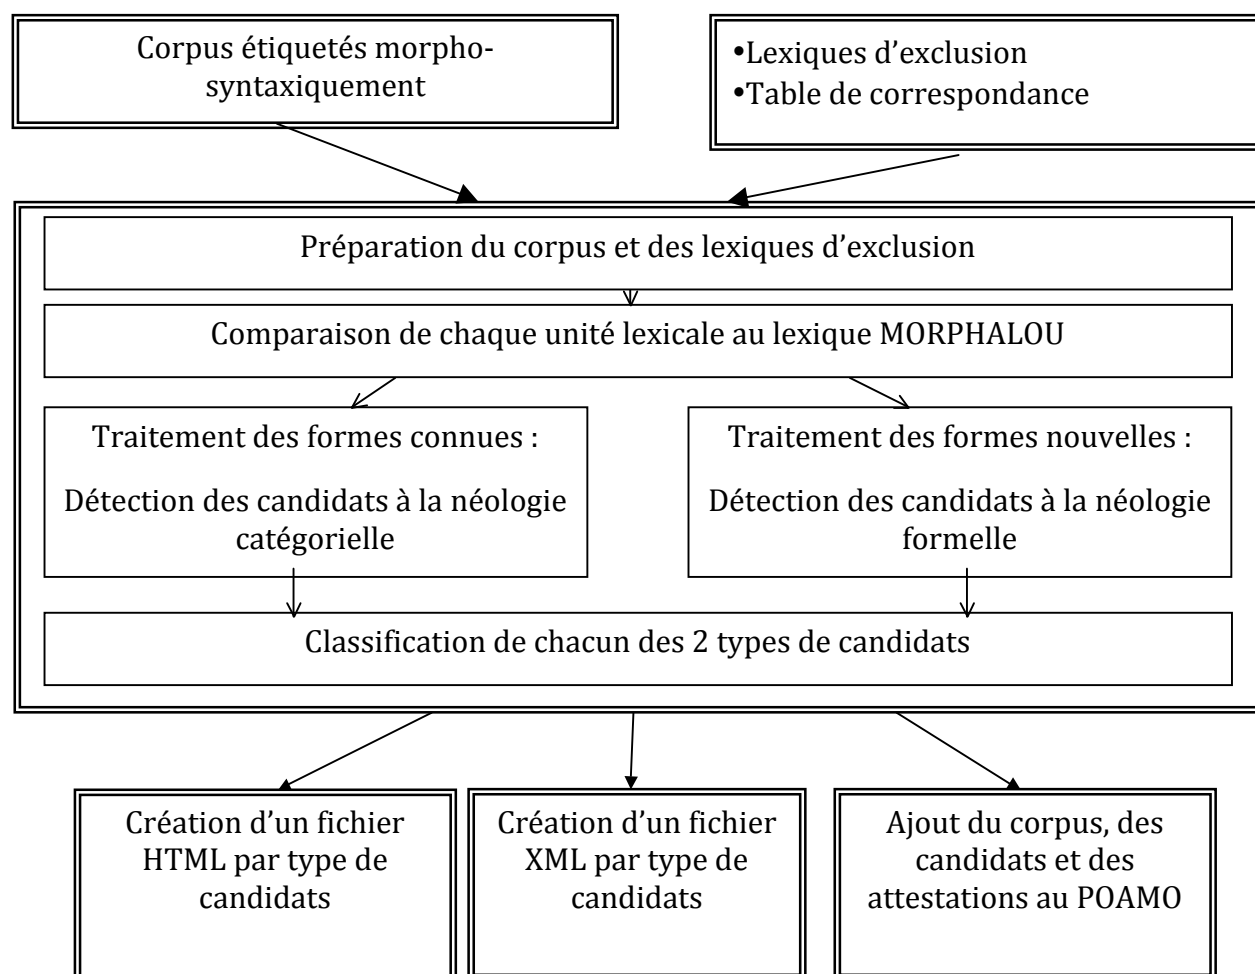 Corpus étiquetés morpho-
syntaxiquement
•Lexiques d’exclusion
•Table de correspondance
Préparation du corpus et des lexiques d’exclusion
Comparaison de chaque unité lexicale au lexique MORPHALOU
Traitement des formes connues :
Détection des candidats à la néologie
catégorielle
Traitement des formes nouvelles :
Détection des candidats à la néologie
formelle
Classification de chacun des 2 types de candidats
Création d’un fichier
HTML par type de
candidats
Création d’un fichier
XML par type de
candidats
Ajout du corpus, des
candidats et des
attestations au POAMO